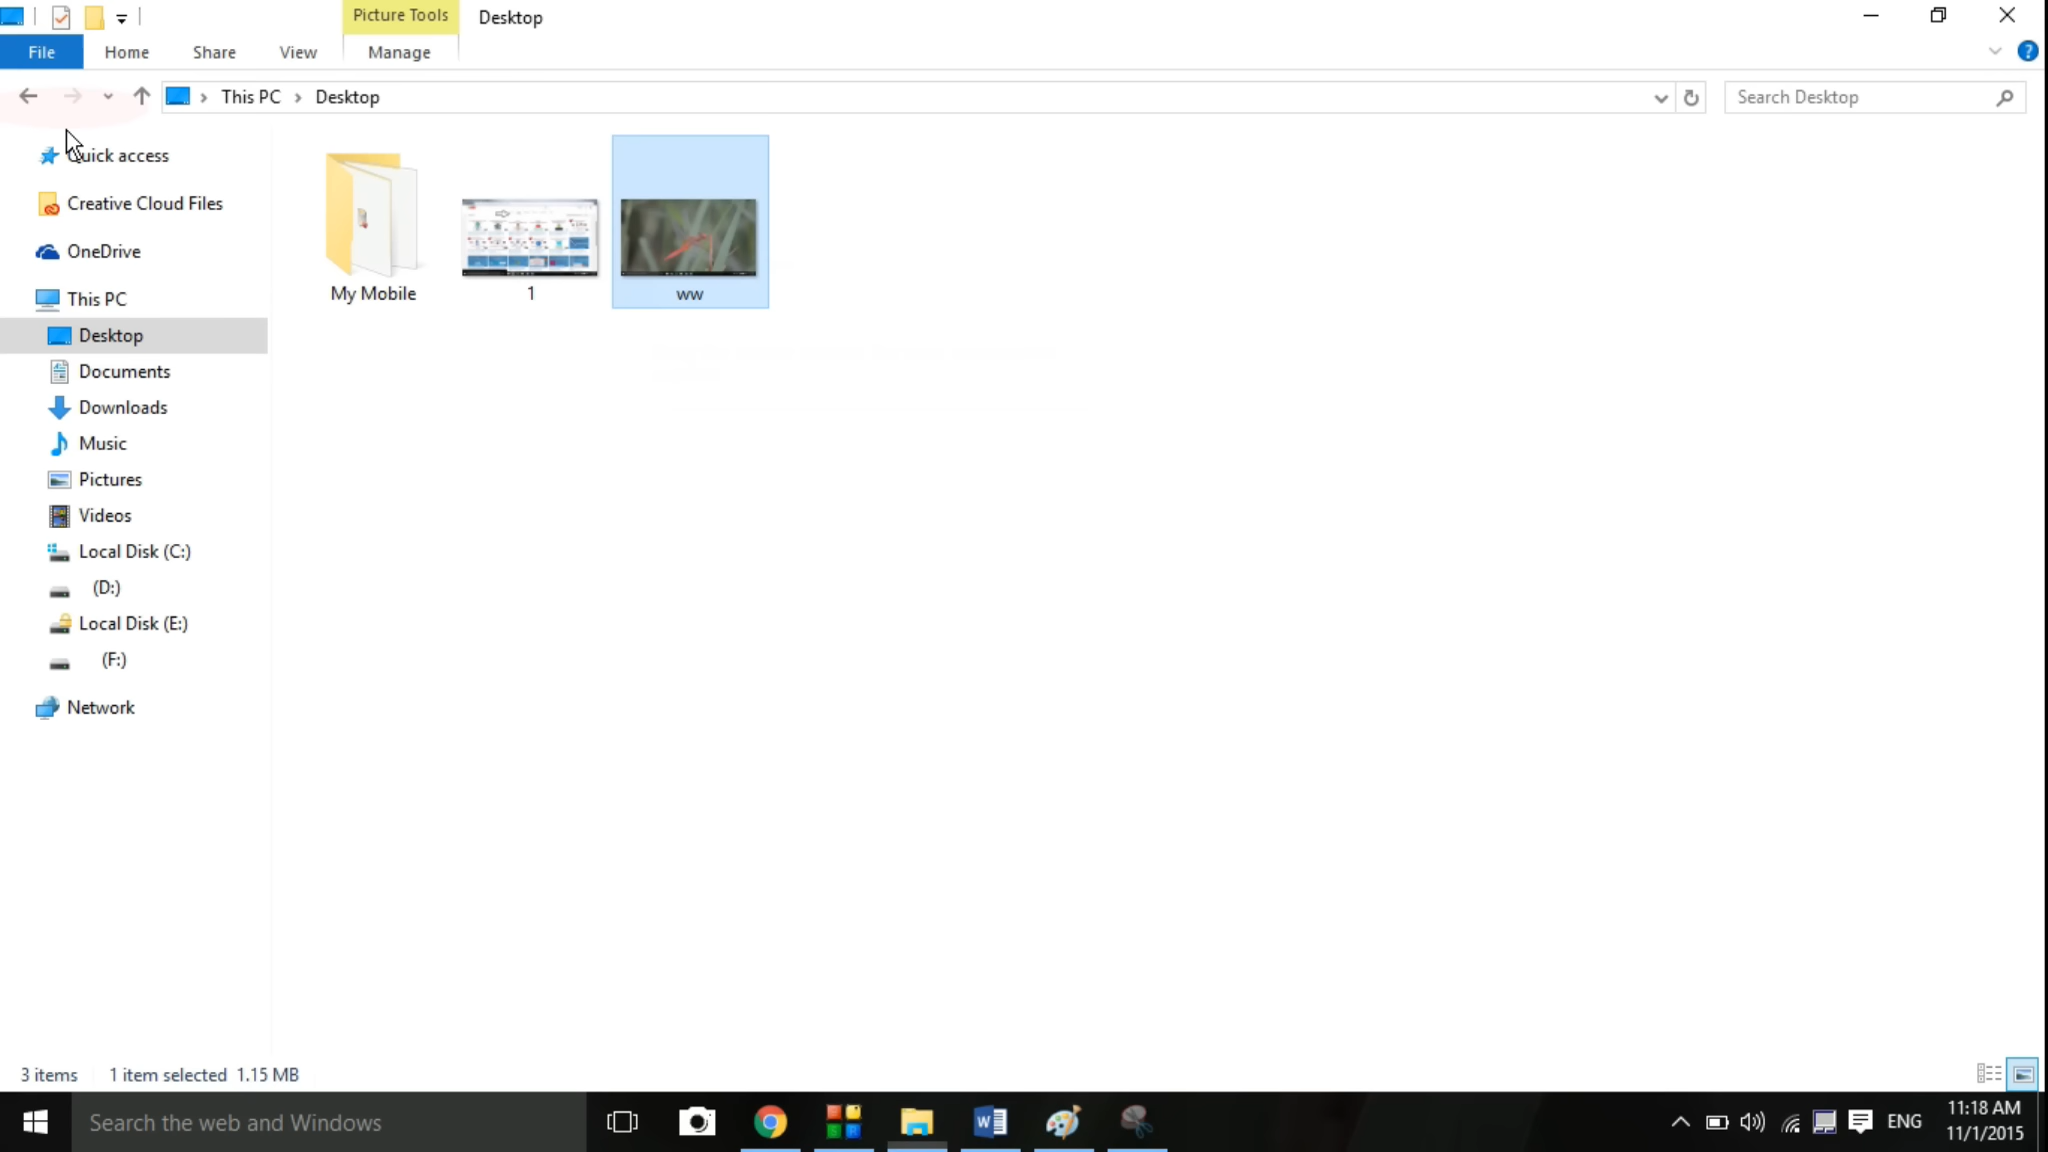 Picture Tools
Desktop
File
Home
Share
View
Manage
This PC
Desktop
Search Desktop
Quick access
Creative Cloud Files
OneDrive
This PC
Desktop
Documents
Downloads
Music
Pictures
Videos
Local Disk (C:)
(D:)
Local Disk (E:)
(F:)
Network
My Mobile
1
ww
3 items
1 item selected 1.15 MB
Search the web and Windows
ENG
11:18 AM
11/1/2015